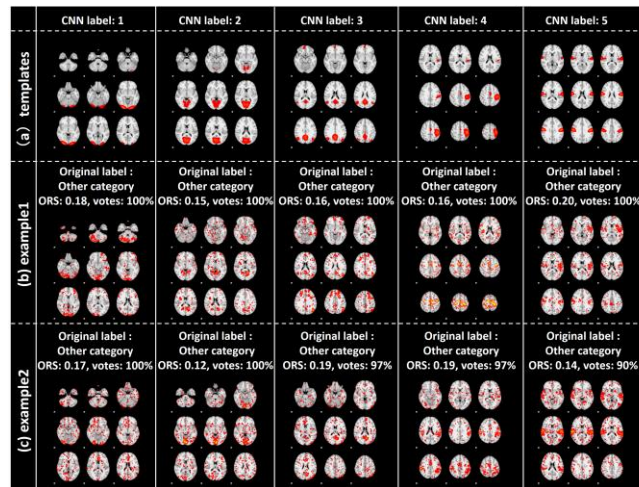 CNN label: 1
CNN label: 2
CNN label: 3
CNN label: 4
CNN label: 5
(a) templates
(b) example1
Original label :
Other category
ORS: 0.18, votes: 100%
Original label :
Other category
ORS: 0.15, votes: 100%
Original label :
Other category
ORS: 0.16, votes: 100%
Original label :
Other category
ORS: 0.16, votes: 100%
Original label :
Other category
ORS: 0.20, votes: 100%
(c) example2
Original label :
Other category
ORS: 0.17, votes: 100%
Original label :
Other category
ORS: 0.12, votes: 100%
Original label :
Other category
ORS: 0.19, votes: 97%
Original label :
Other category
ORS: 0.19, votes: 97%
Original label :
Other category
ORS: 0.14, votes: 90%